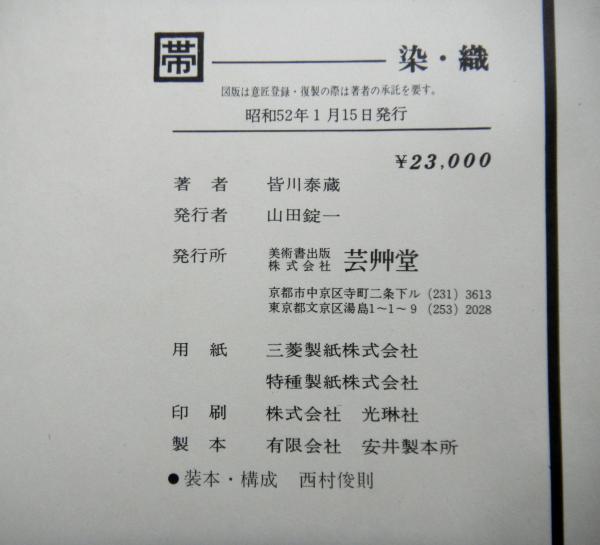 帯 ――― 染・織
図版は意匠登録・復製の際は著者の承託を要す。
昭和52年1月15日発行
¥23,000
著 者 皆川泰蔵
発行者 山田錠一
発行所 美術書出版 株式会社 芸艸堂
京都市中京区寺町二条下ル (231) 3613
東京都文京区湯島1〜1〜9 (253) 2028
用 紙 三菱製紙株式会社
特種製紙株式会社
印 刷 株式会社 光琳社
製 本 有限会社 安井製本所
●装本・構成 西村俊則